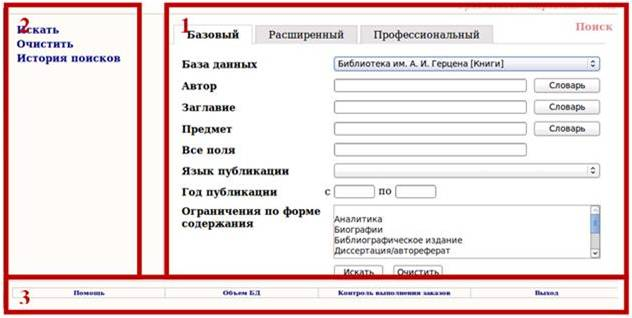 2
Искать
Очистить
История поисков
1
Поиск
Базовый Расширенный Профессиональный
База данных Библиотека им. А. И. Герцена [Книги]
Автор Словарь
Заглавие Словарь
Предмет Словарь
Все поля
Язык публикации
Год публикации с по
Ограничения по форме
содержания
Аналитика
Биографии
Библиографическое издание
Диссертация/автореферат
Искать Очистить
3
Помощь Объем БД Контроль выполнения заказов Выход